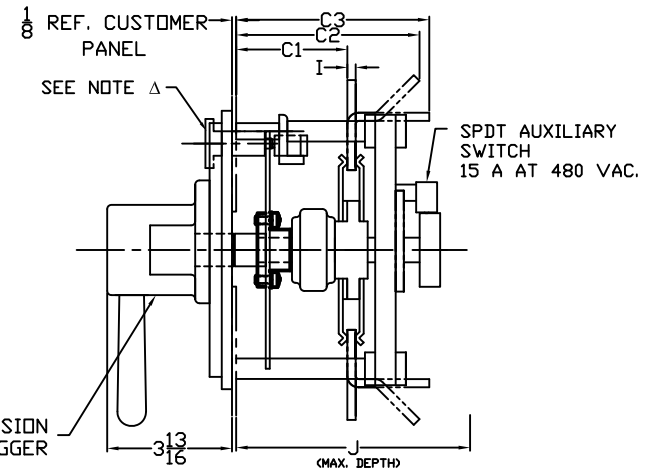 1/8 REF. CUSTOMER
PANEL
SEE NOTE Δ
C3
C2
C1
I
SPDT AUXILIARY
SWITCH
15 A AT 480 VAC.
SION
GGER
3 13/16
J
(MAX. DEPTH)